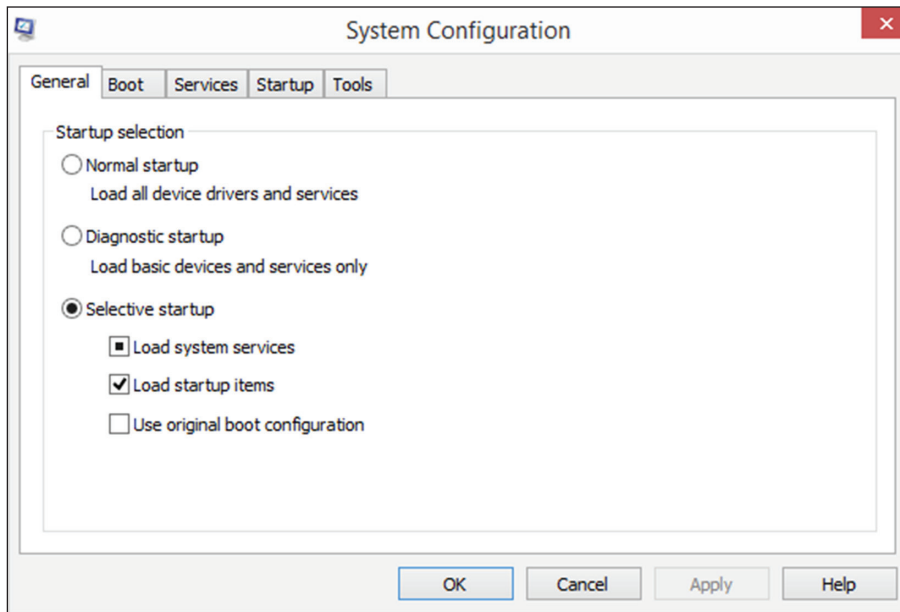 System Configuration
General Boot Services Startup Tools
Startup selection
Normal startup
Load all device drivers and services
Diagnostic startup
Load basic devices and services only
Selective startup
Load system services
Load startup items
Use original boot configuration
OK Cancel Apply Help